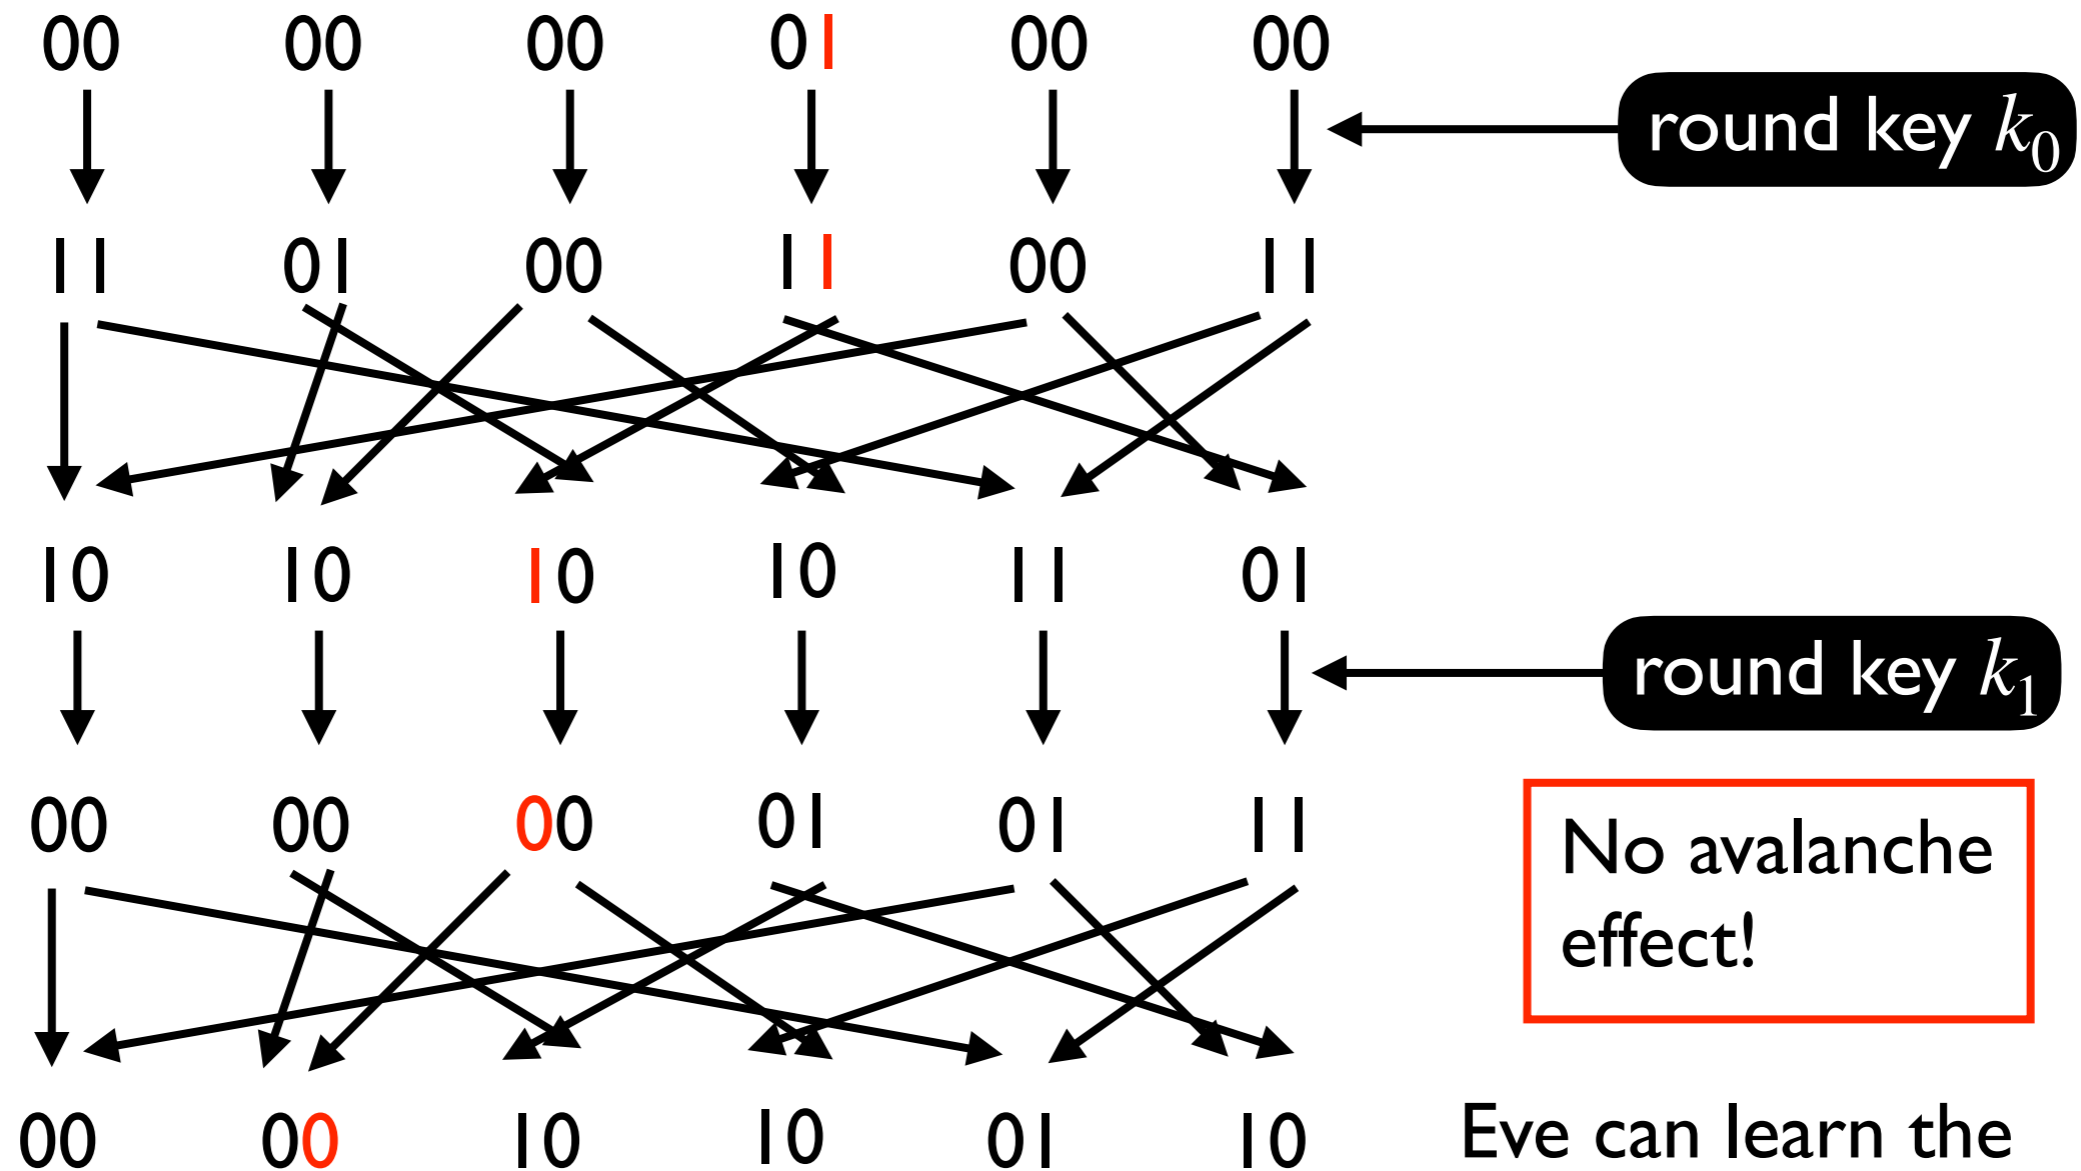 00 00 00 01 00 00
round key k₀
11 01 00 11 00 11
10 10 10 10 11 01
round key k₁
00 00 00 01 01 11
No avalanche
effect!
00 00 10 10 01 10
Eve can learn the